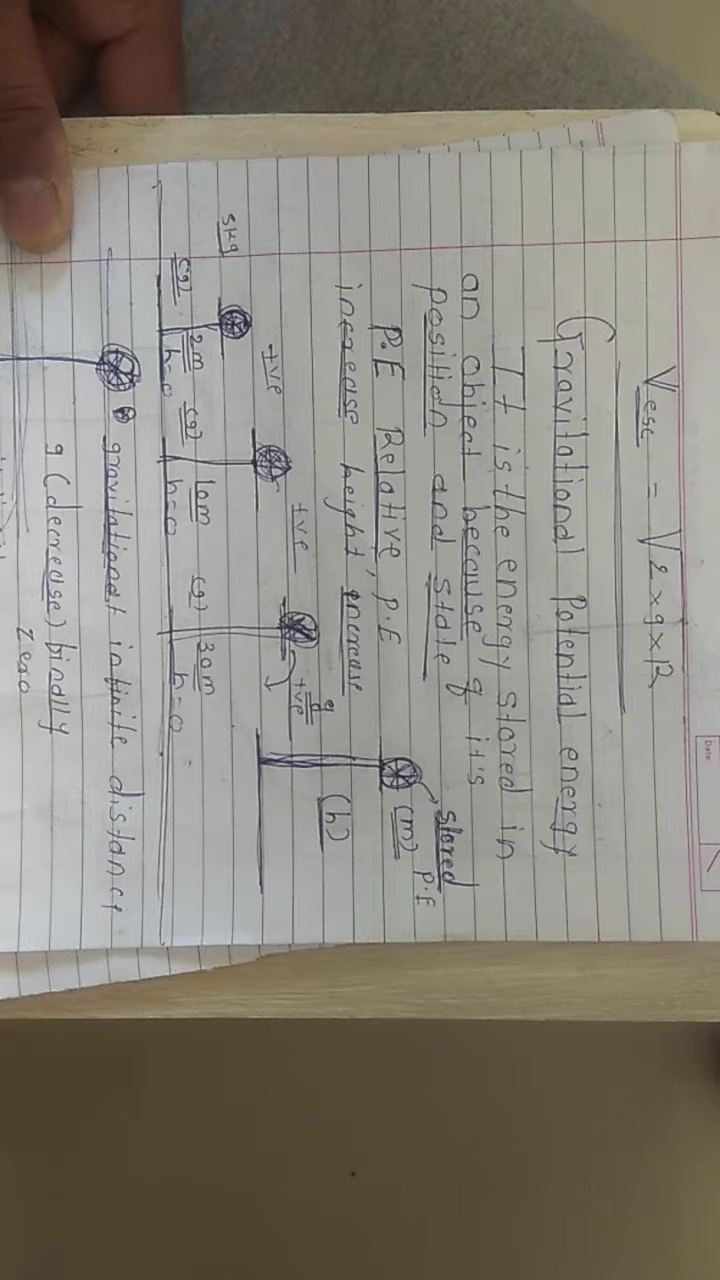 Date
Vesc = √2×g×R
Gravitational Potential energy
It is the energy stored in
an object because of it's
position and state
P.E Relative, P.E
increase height increase
stored P.E
(m)
(h)
+ve
+ve
g
+ve
5kg
(g)
2m
h=0
(g)
10m
h=0
(g)
30m
h=0
gravitational infinite distance
g (decrease) bindly
zero